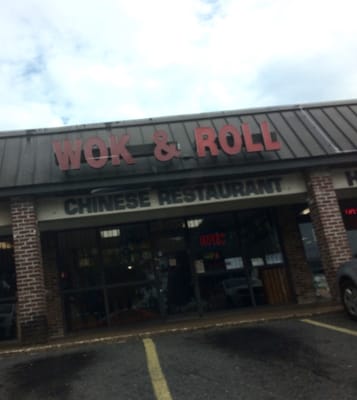 WOK & ROLL
CHINESE RESTAURANT